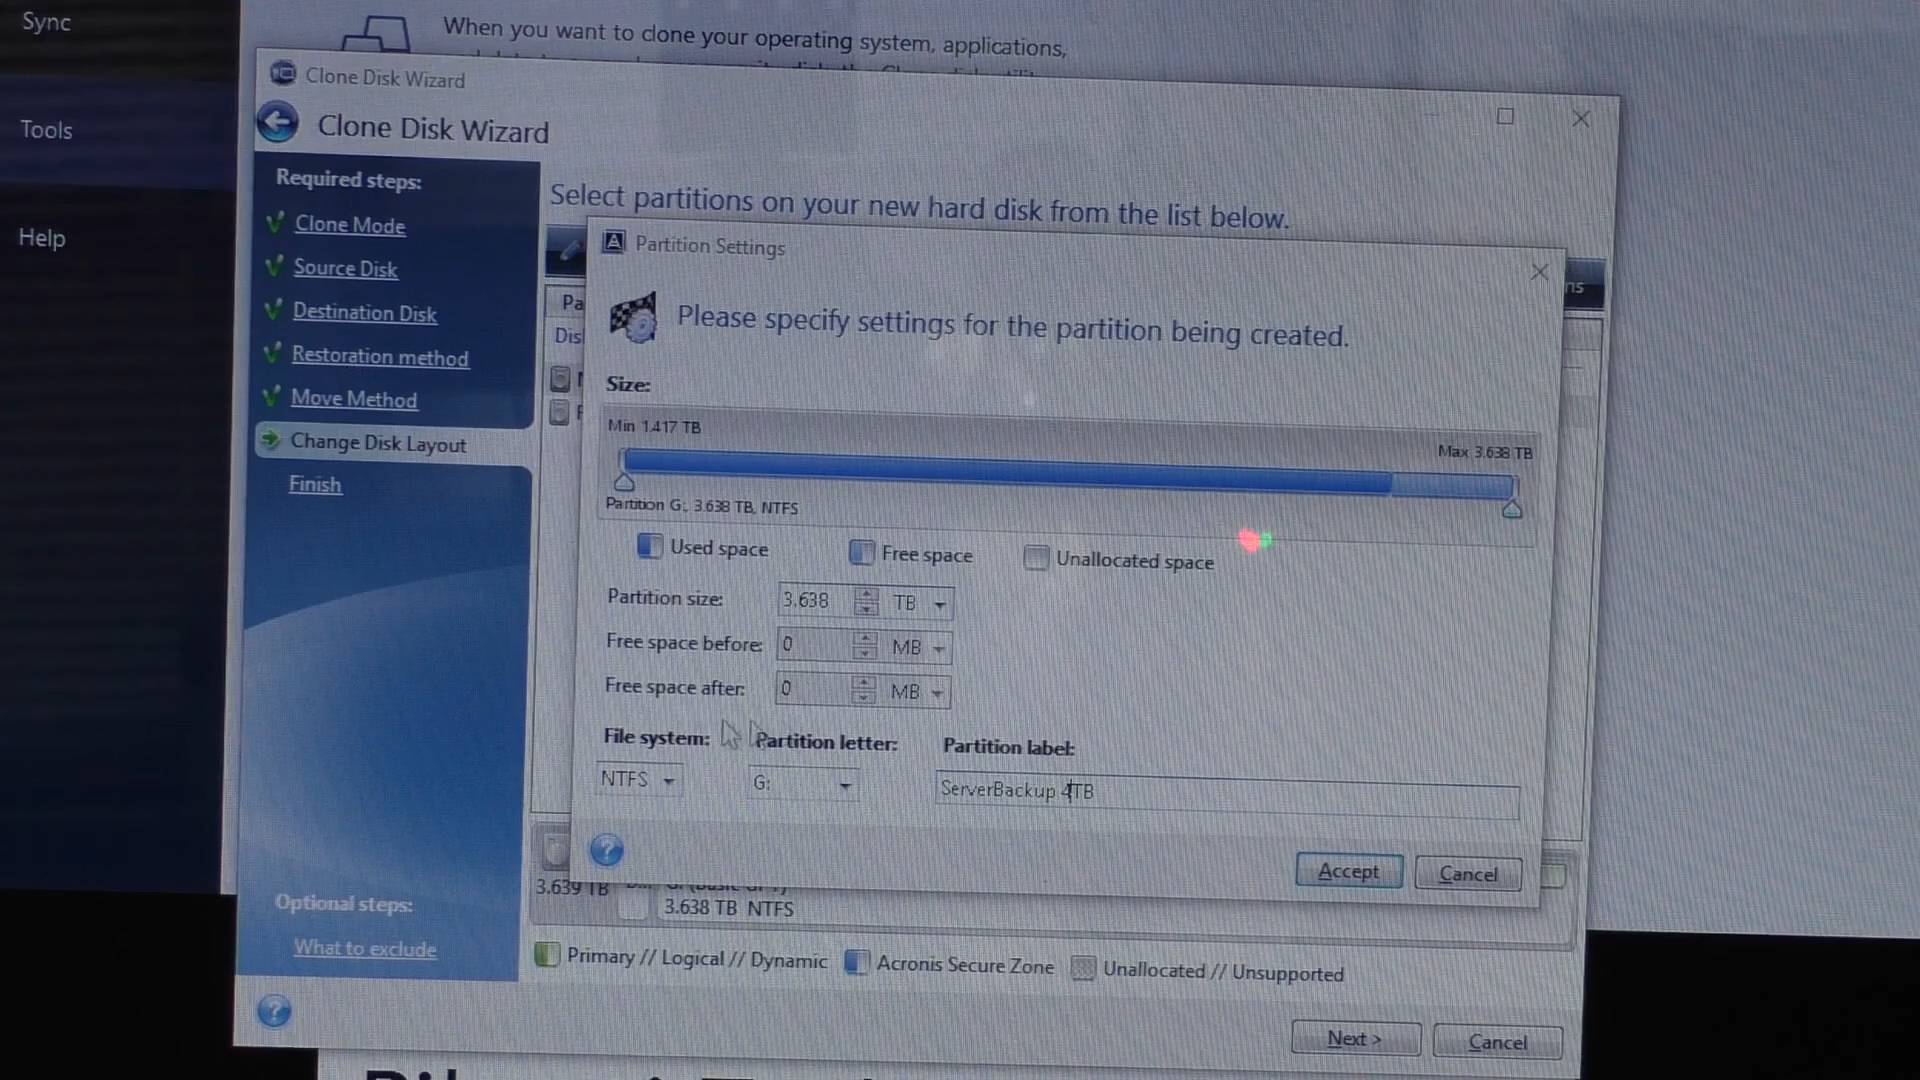 Sync
Tools
Help
When you want to clone your operating system, applications,
Clone Disk Wizard
Clone Disk Wizard
Required steps:
Clone Mode
Source Disk
Destination Disk
Restoration method
Move Method
Change Disk Layout
Finish
Optional steps:
What to exclude
Select partitions on your new hard disk from the list below.
Partition Settings
Please specify settings for the partition being created.
Size:
Min 1.417 TB
Max 3.638 TB
Partition G:, 3.638 TB, NTFS
Used space Free space Unallocated space
Partition size: 3.638 TB
Free space before: 0 MB
Free space after: 0 MB
File system: Partition letter: Partition label:
NTFS G: ServerBackup 4TB
Accept Cancel
3.639 TB
3.638 TB NTFS
Primary // Logical // Dynamic Acronis Secure Zone Unallocated // Unsupported
Next > Cancel